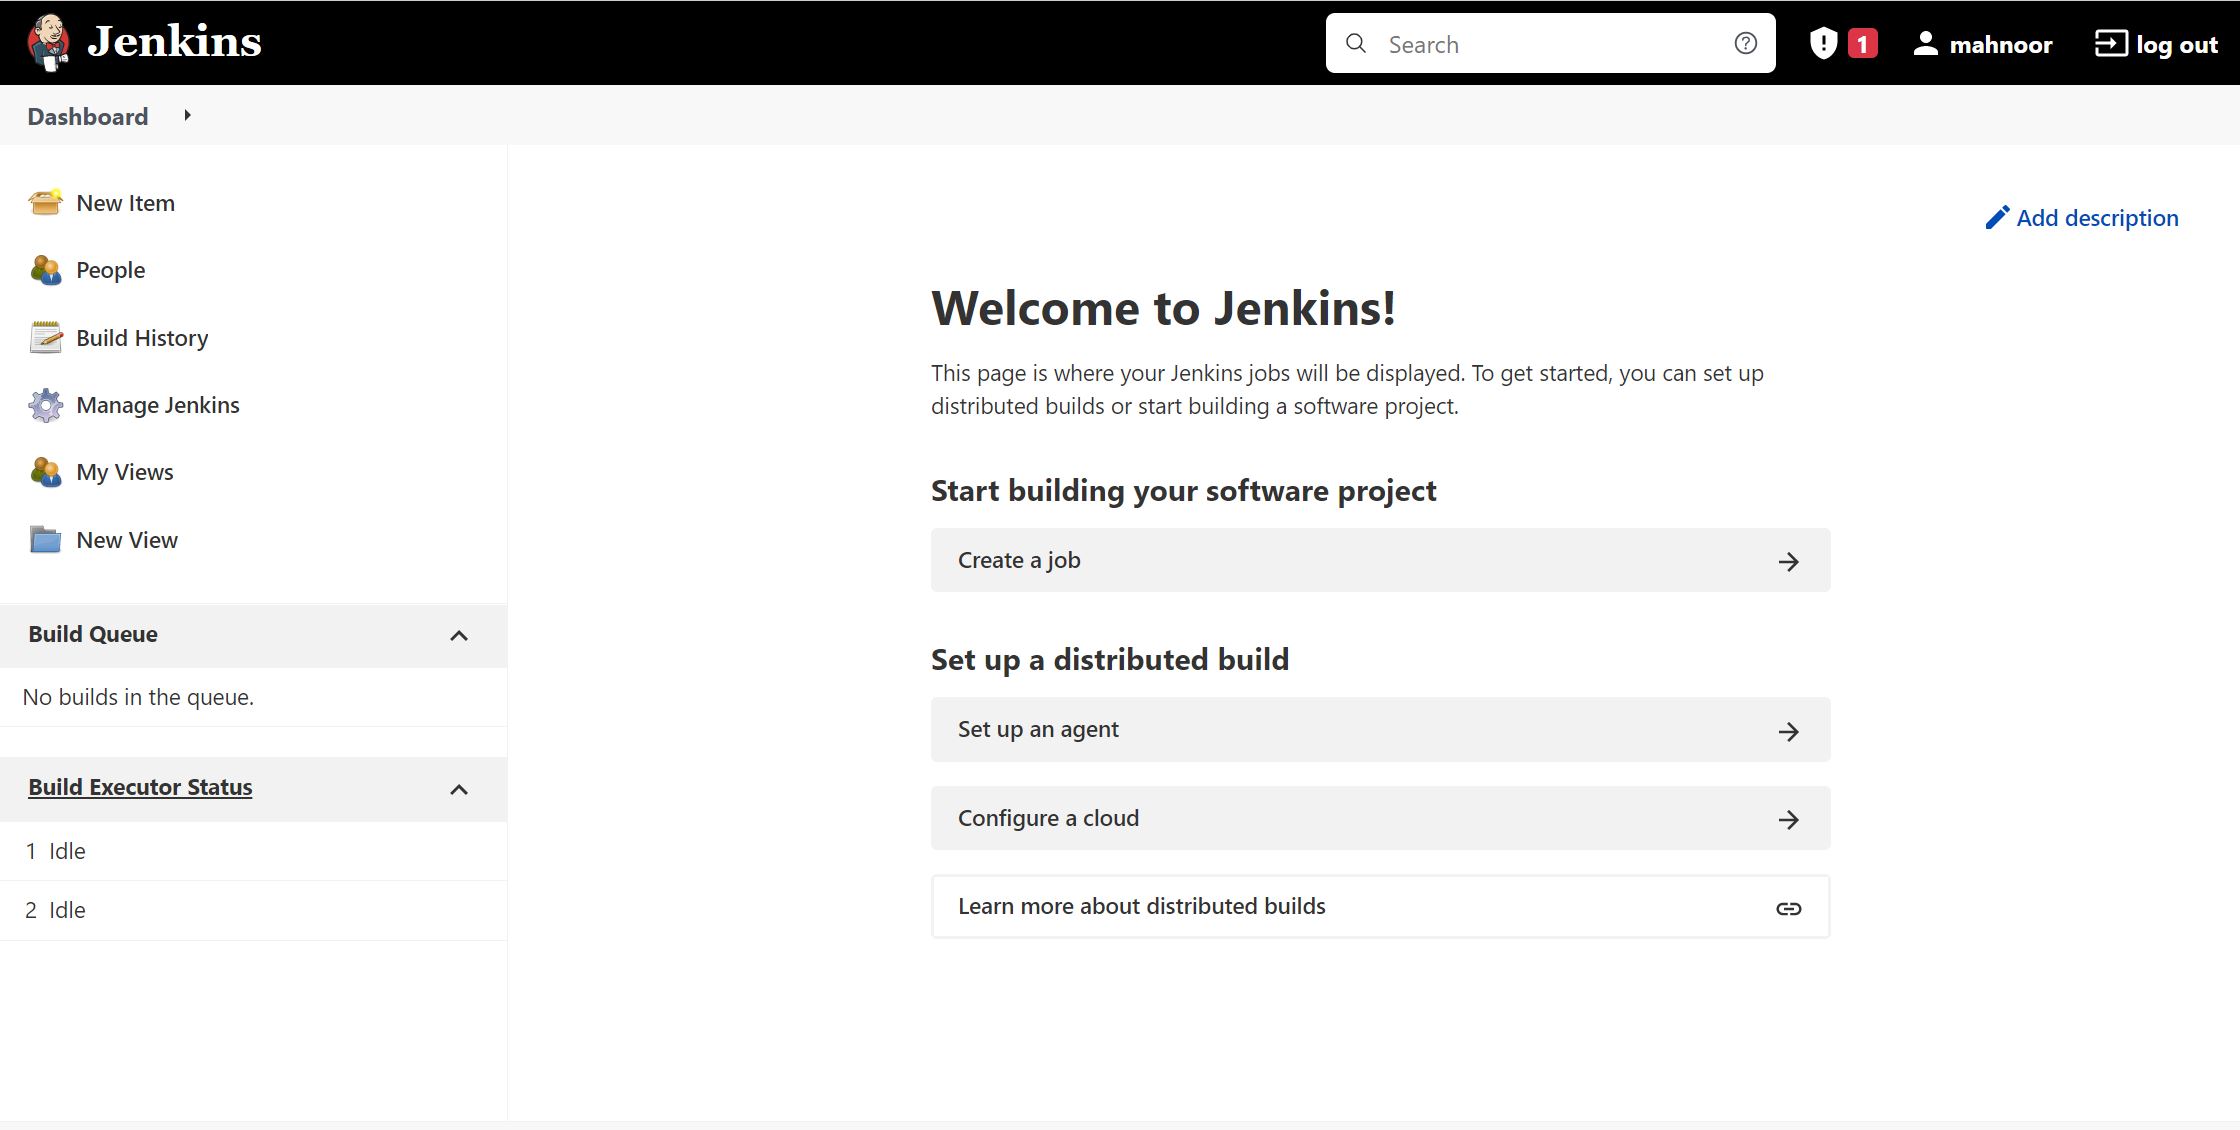 Jenkins
Search
1
mahnoor
log out
Dashboard
New Item
People
Build History
Manage Jenkins
My Views
New View
Build Queue
No builds in the queue.
Build Executor Status
1 Idle
2 Idle
Add description
Welcome to Jenkins!
This page is where your Jenkins jobs will be displayed. To get started, you can set up
distributed builds or start building a software project.
Start building your software project
Create a job
Set up a distributed build
Set up an agent
Configure a cloud
Learn more about distributed builds